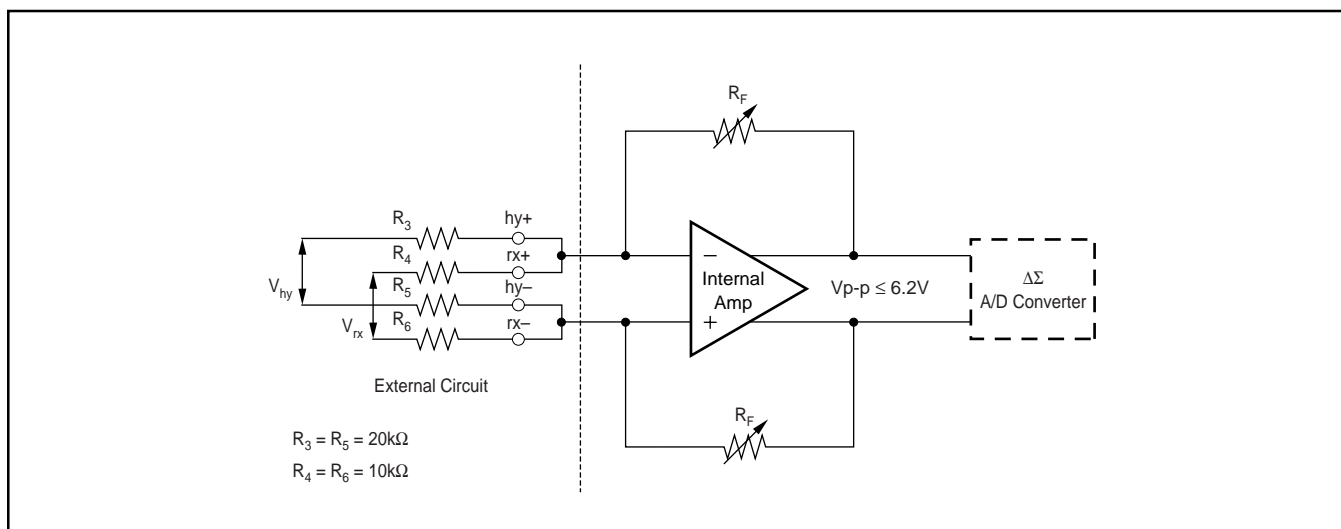 R_F
R_3 hy+
R_4 rx+
V_hy R_5 hy–
V_rx R_6 rx–
External Circuit
– Internal
Amp
+
Vp-p ≤ 6.2V
ΔΣ
A/D Converter
R_F
R_3 = R_5 = 20kΩ
R_4 = R_6 = 10kΩ